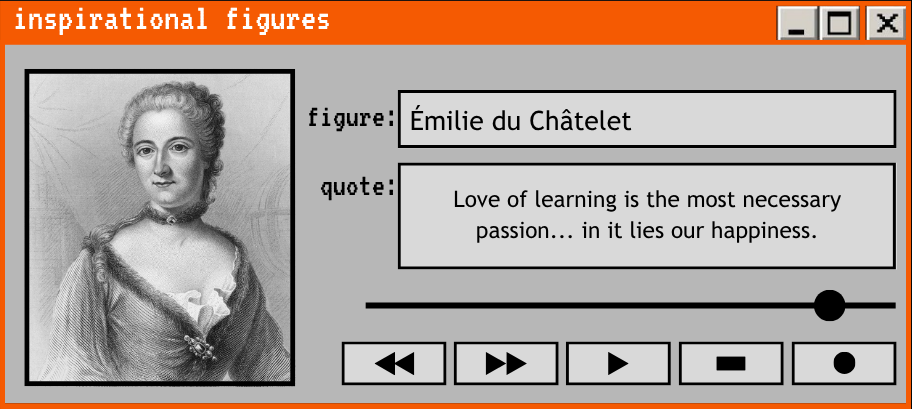 inspirational figures
figure: Émilie du Châtelet
quote: Love of learning is the most necessary
passion... in it lies our happiness.